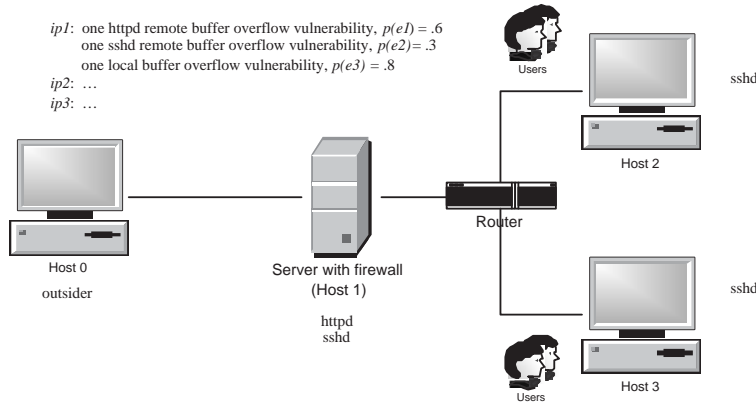 ip1: one httpd remote buffer overflow vulnerability, p(e1) = .6
one sshd remote buffer overflow vulnerability, p(e2)= .3
one local buffer overflow vulnerability, p(e3) = .8
ip2: …
ip3: …
Users
sshd
Host 2
Router
Host 0
outsider
Server with firewall
(Host 1)
httpd
sshd
sshd
Users
Host 3